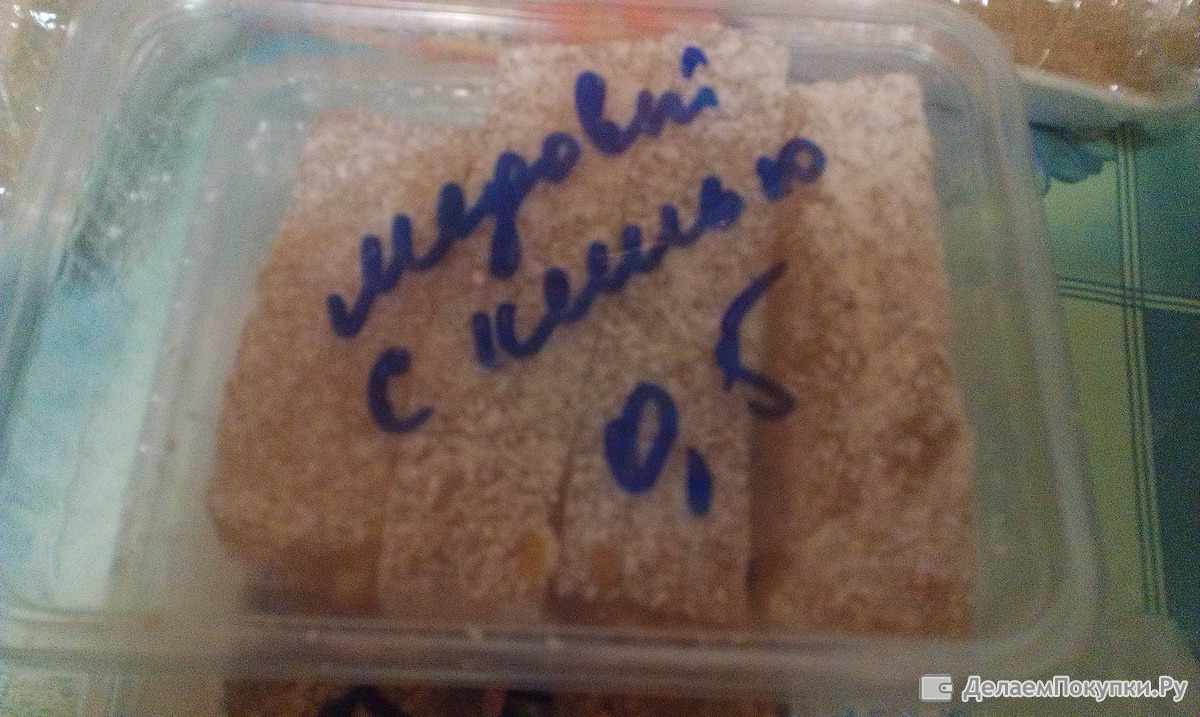 медовый
с кешью
0,5
ДелаемПокупки.Ру